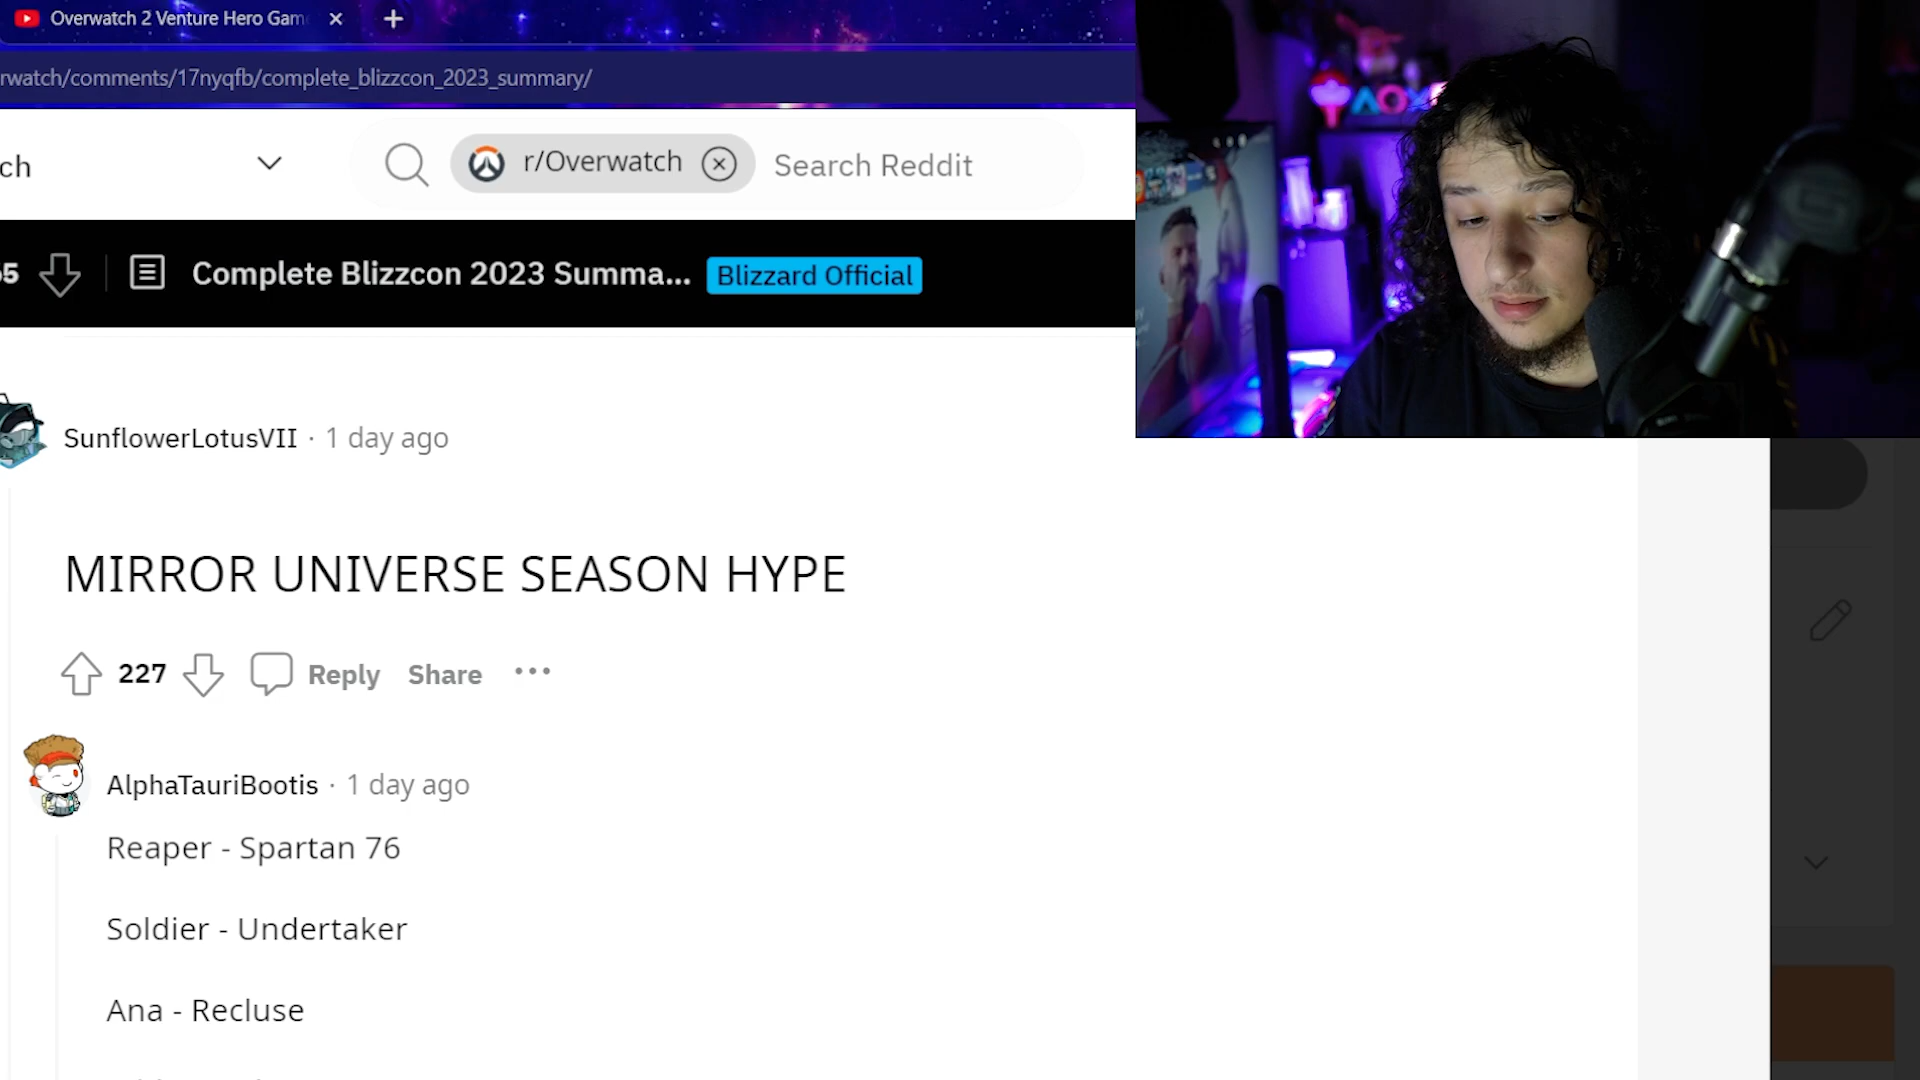 Overwatch 2 Venture Hero Gam
rwatch/comments/17nyqfb/complete_blizzcon_2023_summary/
ch
r/Overwatch
Search Reddit
5
Complete Blizzcon 2023 Summa...
Blizzard Official
SunflowerLotusVII · 1 day ago
MIRROR UNIVERSE SEASON HYPE
227
Reply
Share
AlphaTauriBootis · 1 day ago
Reaper - Spartan 76
Soldier - Undertaker
Ana - Recluse